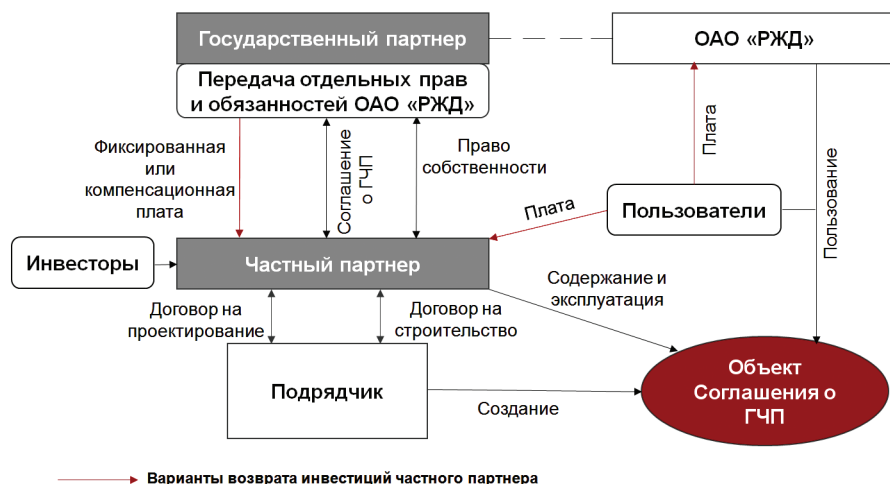 Государственный партнер
ОАО «РЖД»
Передача отдельных прав
и обязанностей ОАО «РЖД»
Фиксированная
или
компенсационная
плата
Соглашение
о ГЧП
Право
собственности
Плата
Плата
Пользователи
Пользование
Инвесторы
Частный партнер
Содержание и
эксплуатация
Договор на
проектирование
Договор на
строительство
Подрядчик
Создание
Объект
Соглашения о
ГЧП
Варианты возврата инвестиций частного партнера